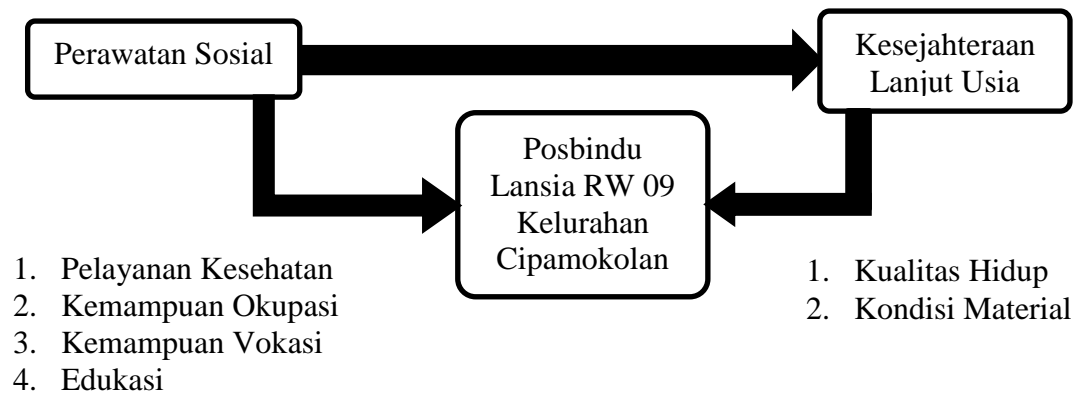 Perawatan Sosial
Kesejahteraan
Lanjut Usia
Posbindu
Lansia RW 09
Kelurahan
Cipamokolan
1. Pelayanan Kesehatan
2. Kemampuan Okupasi
3. Kemampuan Vokasi
4. Edukasi
1. Kualitas Hidup
2. Kondisi Material